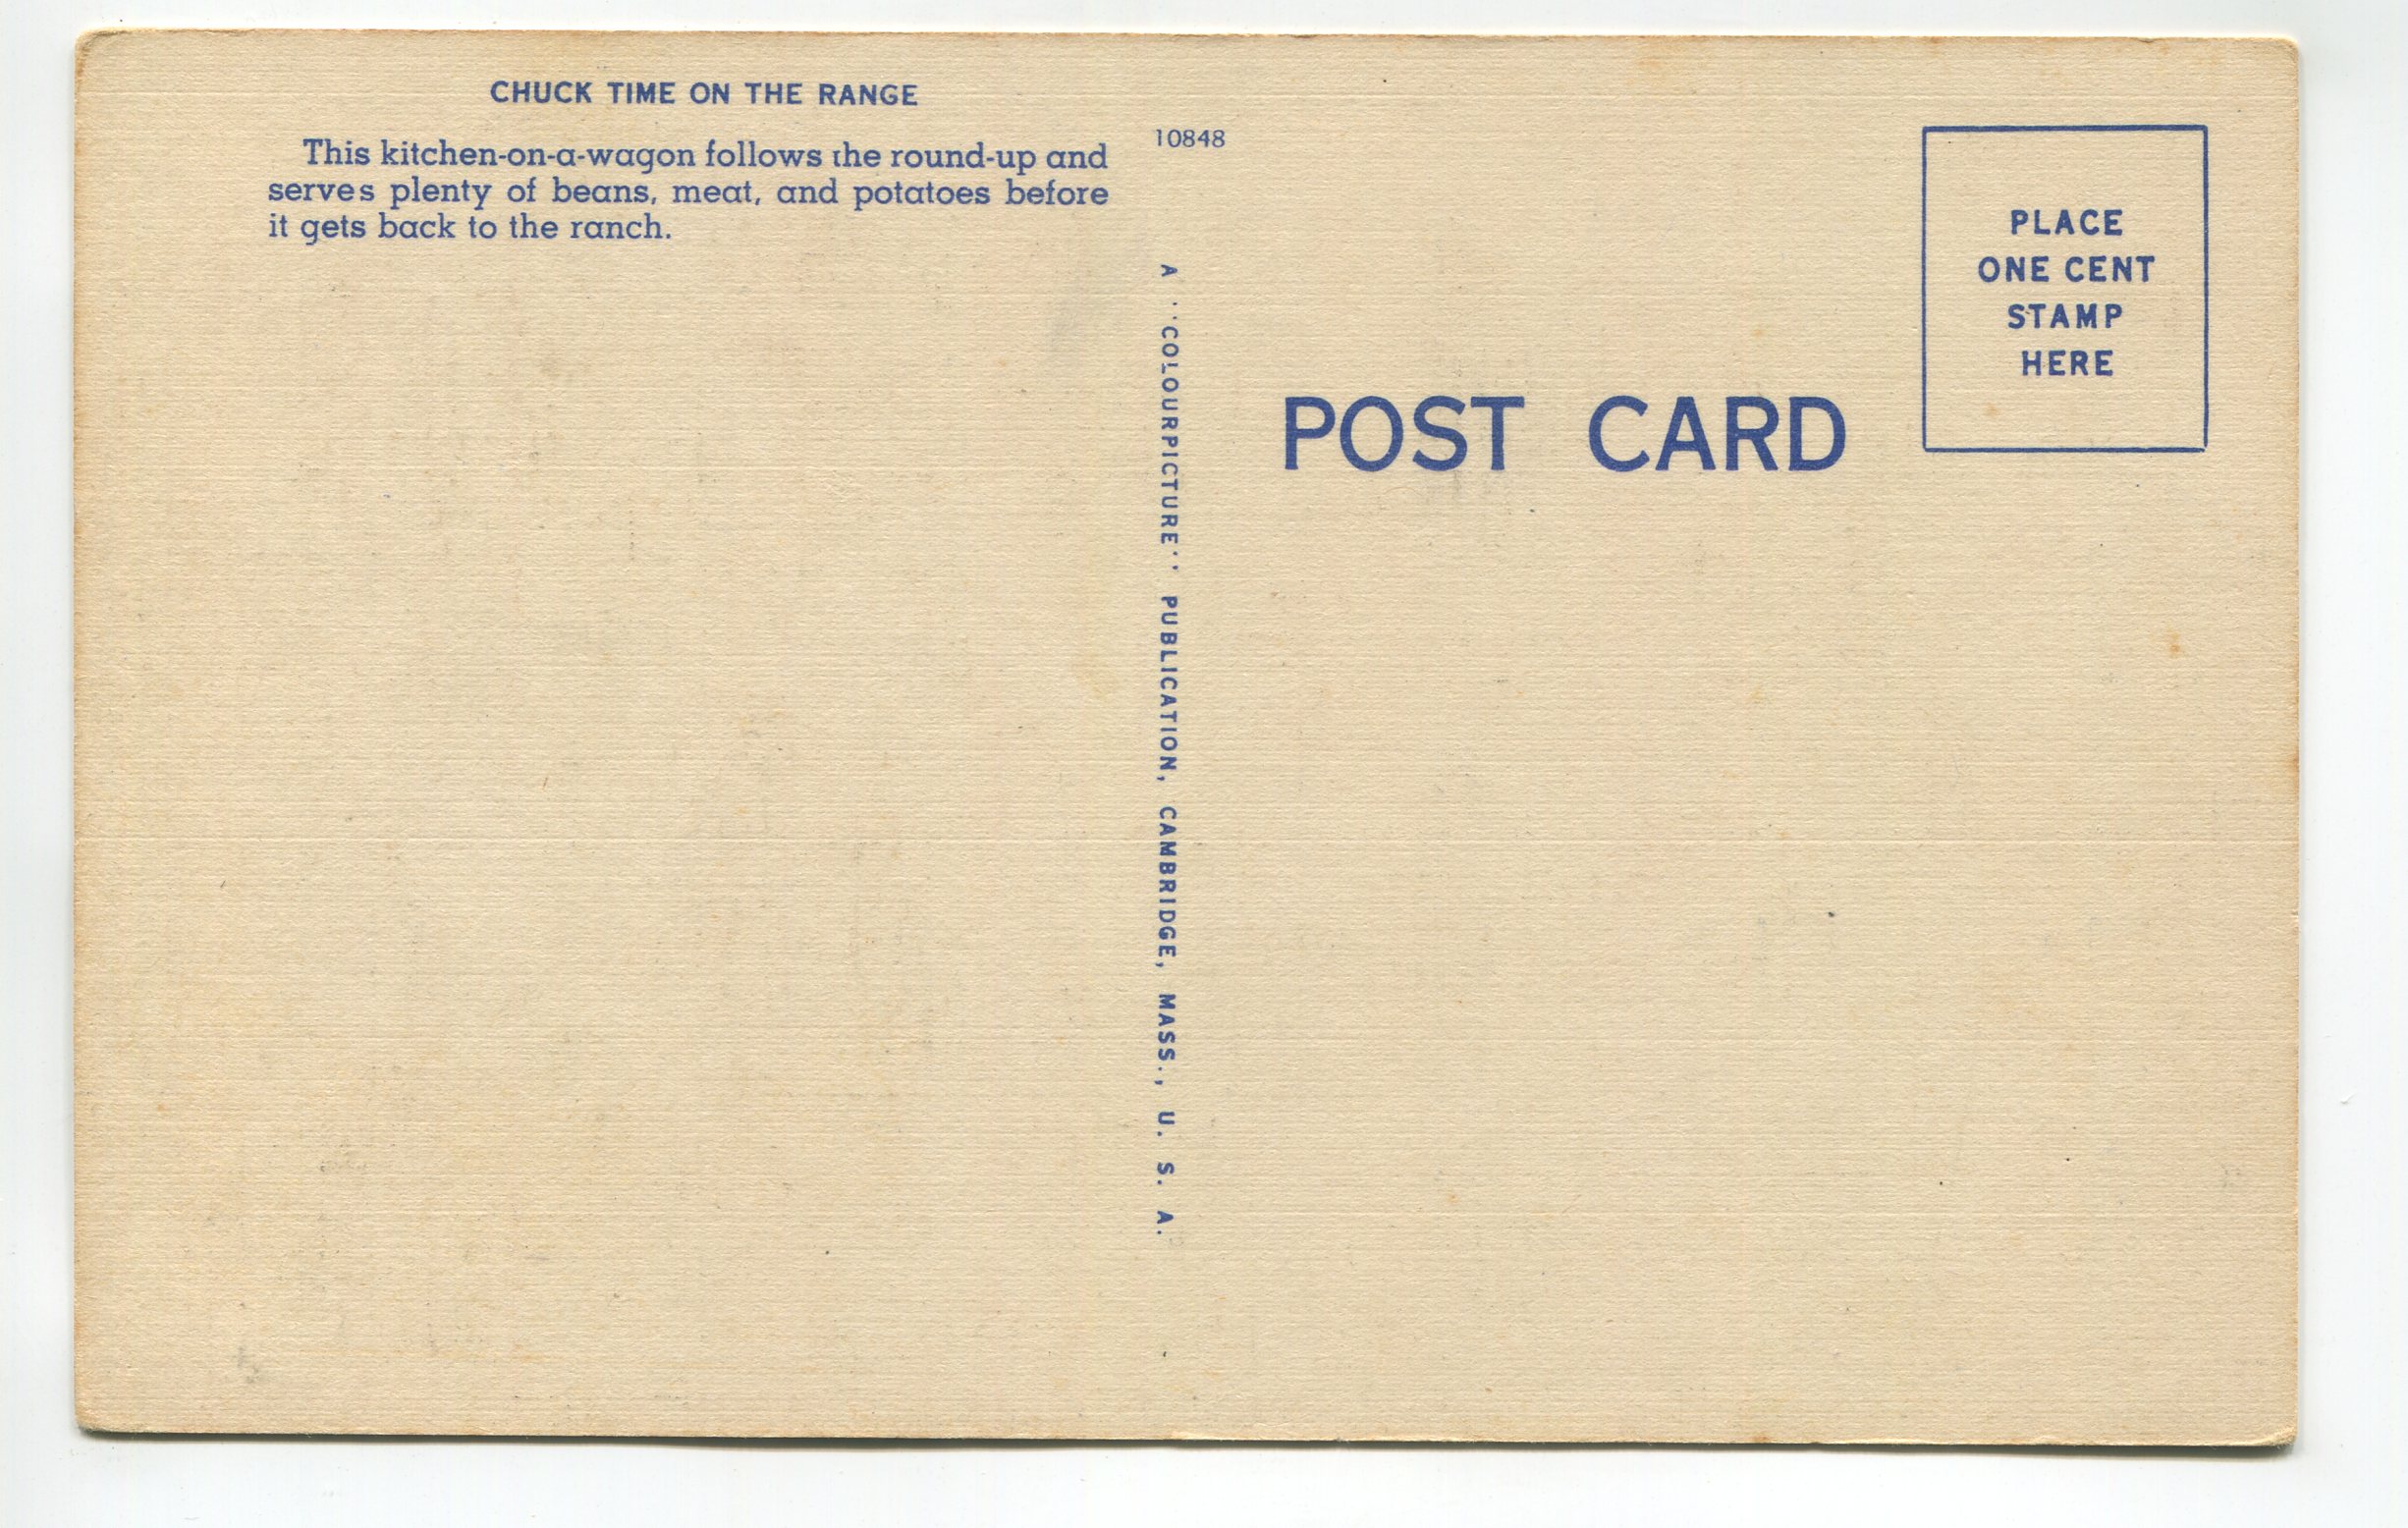 CHUCK TIME ON THE RANGE
This kitchen-on-a-wagon follows the round-up and
serves plenty of beans, meat, and potatoes before
it gets back to the ranch.
10848
A "COLOURPICTURE" PUBLICATION, CAMBRIDGE, MASS., U. S. A.
POST CARD
PLACE
ONE CENT
STAMP
HERE